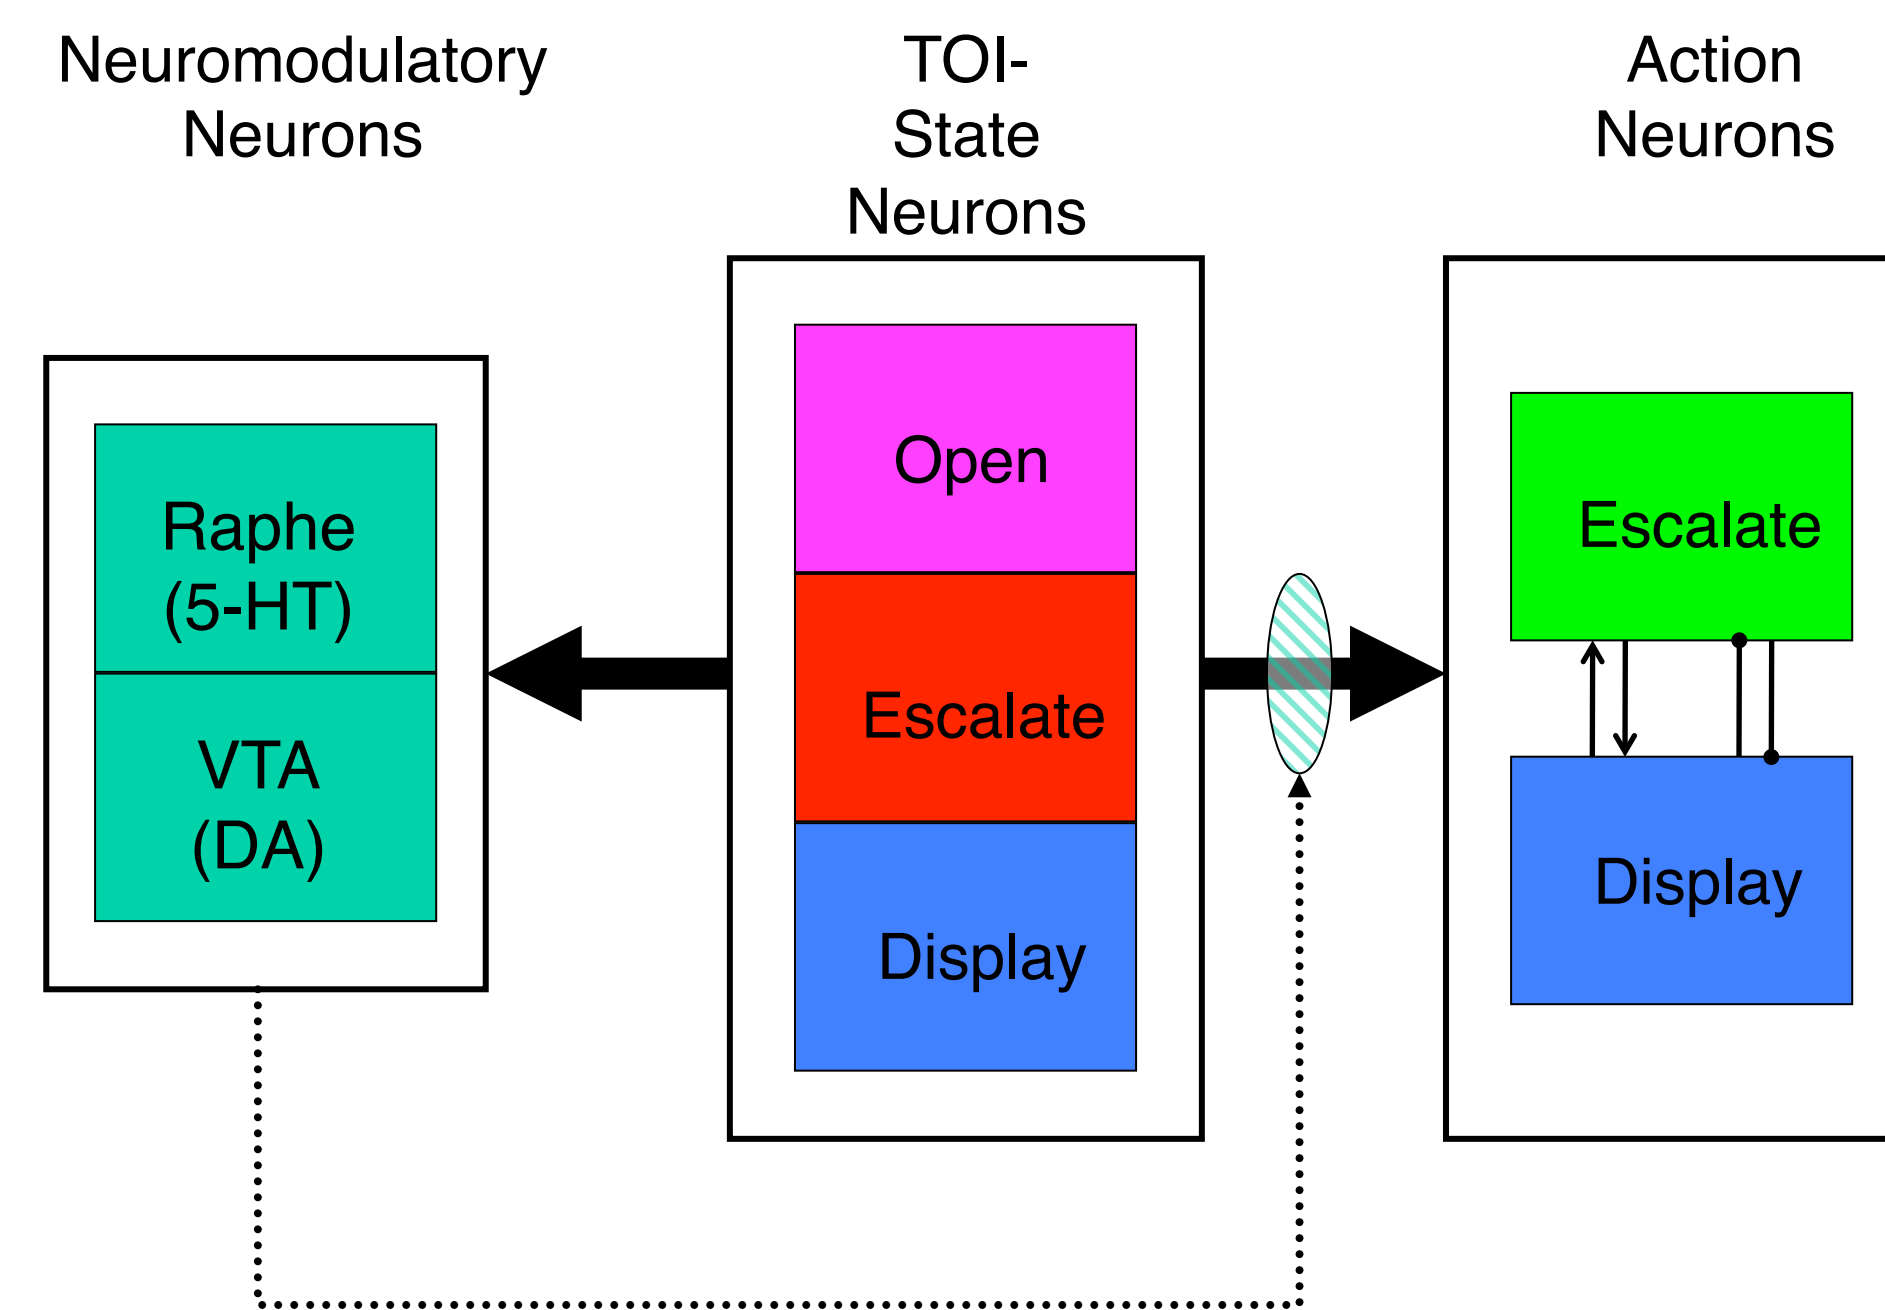 Neuromodulatory
Neurons
TOI-
State
Neurons
Action
Neurons
Raphe
(5-HT)
VTA
(DA)
Open
Escalate
Display
Escalate
Display